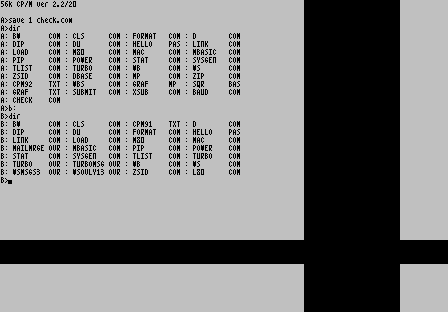 56k CP/M ver 2.2/20
A>save 1 check.com
A>dir
A: BW       COM : CLS      COM : FORMAT   COM : D        COM
A: DIP      COM : DU       COM : HELLO    PAS : LINK     COM
A: LOAD     COM : M80      COM : MAC      COM : MBASIC   COM
A: PIP      COM : POWER    COM : STAT     COM : SYSGEN   COM
A: TLIST    COM : TURBO    COM : WB       COM : WS       COM
A: ZSID     COM : DBASE    COM : MP       COM : ZIP      COM
A: CPM92    TXT : WBS      COM : GRAF     MP  : SQR      BAS
A: GRAF     TXT : SUBMIT   COM : XSUB     COM : BAUD     COM
A: CHECK    COM
A>b:
B>dir
B: BW       COM : CLS      COM : CPM91    TXT : D        COM
B: DIP      COM : DU       COM : FORMAT   COM : HELLO    PAS
B: LINK     COM : LOAD     COM : M80      COM : MAC      COM
B: MAILMRGE OVR : MBASIC   COM : PIP      COM : POWER    COM
B: STAT     COM : SYSGEN   COM : TLIST    COM : TURBO    COM
B: TURBO    OVR : TURBOMSG OVR : WB       COM : WS       COM
B: WSMSGS   OVR : WSOVLY1  OVR : ZSID     COM : L80      COM
B>